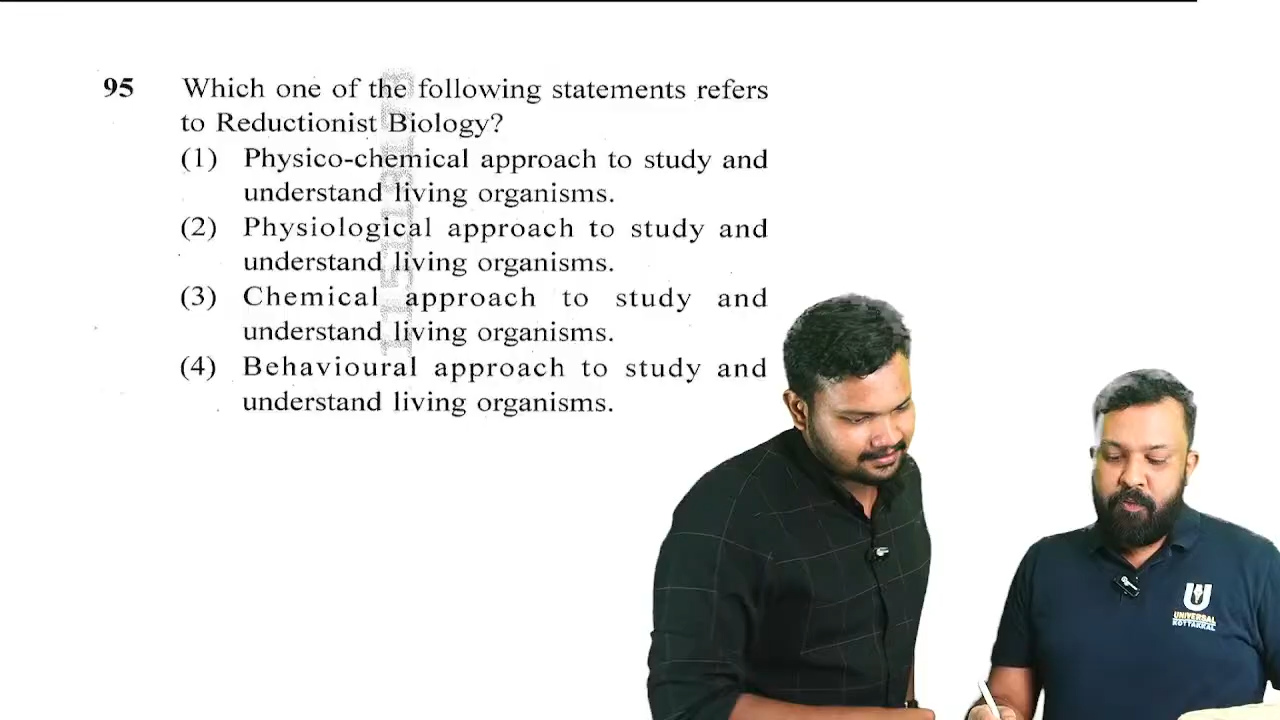 95 Which one of the following statements refers
to Reductionist Biology?
(1) Physico-chemical approach to study and
understand living organisms.
(2) Physiological approach to study and
understand living organisms.
(3) Chemical approach to study and
understand living organisms.
(4) Behavioural approach to study and
understand living organisms.
U
UNIVERSAL
KOTTAKKAL